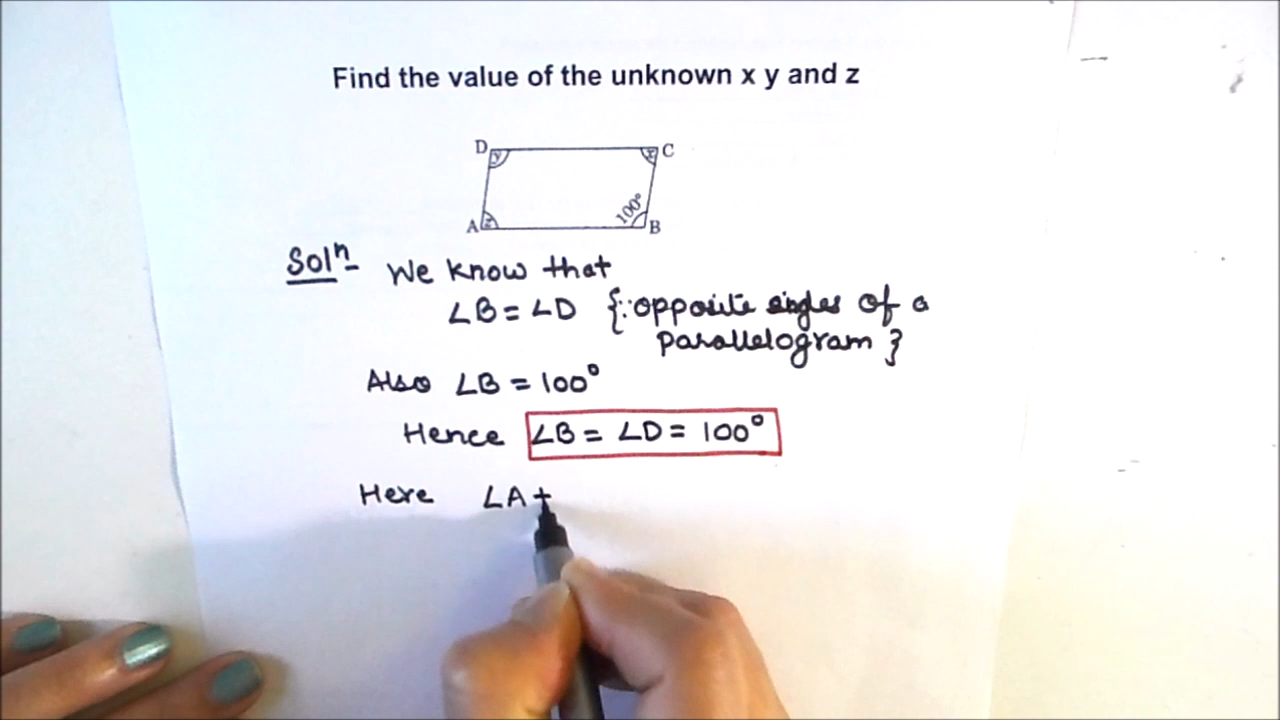 Find the value of the unknown x y and z
D y x C
A z 100° B
Solⁿ- We know that
∠B = ∠D {∵ opposite angles of a
parallelogram }
Also ∠B = 100°
Hence ∠B = ∠D = 100°
Here ∠A +